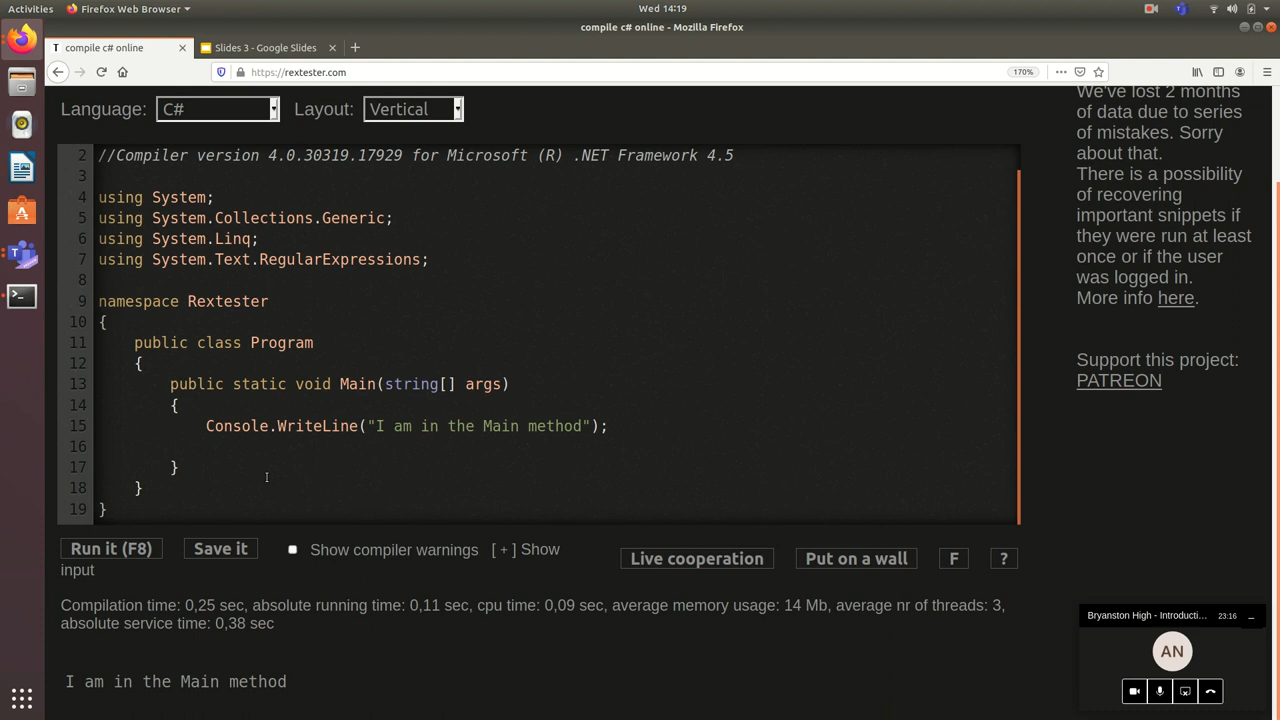 Activities Firefox Web Browser Wed 14:19
compile c# online - Mozilla Firefox
T compile c# online Slides 3 - Google Slides
https://rextester.com 170%
Language: C# Layout: Vertical
2 //Compiler version 4.0.30319.17929 for Microsoft (R) .NET Framework 4.5
3
4 using System;
5 using System.Collections.Generic;
6 using System.Linq;
7 using System.Text.RegularExpressions;
8
9 namespace Rextester
10 {
11 public class Program
12 {
13 public static void Main(string[] args)
14 {
15 Console.WriteLine("I am in the Main method");
16
17 }
18 }
19 }
We've lost 2 months
of data due to series
of mistakes. Sorry
about that.
There is a possibility
of recovering
important snippets if
they were run at least
once or if the user
was logged in.
More info here.
Support this project:
PATREON
Run it (F8) Save it Show compiler warnings [ + ] Show
input
Live cooperation Put on a wall F ?
Compilation time: 0,25 sec, absolute running time: 0,11 sec, cpu time: 0,09 sec, average memory usage: 14 Mb, average nr of threads: 3,
absolute service time: 0,38 sec
I am in the Main method
Bryanston High - Introducti... 23:16
AN